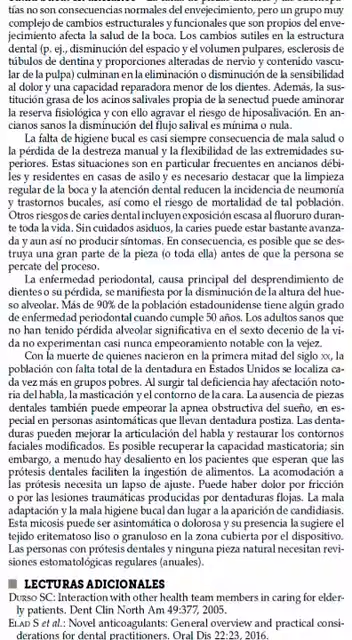 tías no son consecuencias normales del envejecimiento, pero un grupo muy
complejo de cambios estructurales y funcionales que son propios del enve-
jecimiento afecta la salud de la boca. Los cambios sutiles en la estructura
dental (p. ej., disminución del espacio y el volumen pulpares, esclerosis de
túbulos de dentina y proporciones alteradas de nervio y contenido vascu-
lar de la pulpa) culminan en la eliminación o disminución de la sensibilidad
al dolor y una capacidad reparadora menor de los dientes. Además, la sus-
titución grasa de los acinos salivales propia de la senectud puede aminorar
la reserva fisiológica y con ello agravar el riesgo de hiposalivación. En an-
cianos sanos la disminución del flujo salival es mínima o nula.
La falta de higiene bucal es casi siempre consecuencia de mala salud o
la pérdida de la destreza manual y la flexibilidad de las extremidades su-
periores. Estas situaciones son en particular frecuentes en ancianos débi-
les y residentes en casas de asilo y es necesario destacar que la limpieza
regular de la boca y la atención dental reducen la incidencia de neumonía
y trastornos bucales, así como el riesgo de mortalidad de tal población.
Otros riesgos de caries dental incluyen exposición escasa al fluoruro duran-
te toda la vida. Sin cuidados asiduos, la caries puede estar bastante avanza-
da y aun así no producir síntomas. En consecuencia, es posible que se des-
truya una gran parte de la pieza (o toda ella) antes de que la persona se
percate del proceso.
La enfermedad periodontal, causa principal del desprendimiento de
dientes o su pérdida, se manifiesta por la disminución de la altura del hue-
so alveolar. Más de 90% de la población estadounidense tiene algún grado
de enfermedad periodontal cuando cumple 50 años. Los adultos sanos que
no han tenido pérdida alveolar significativa en el sexto decenio de la vi-
da no experimentan casi nunca empeoramiento notable con la vejez.
Con la muerte de quienes nacieron en la primera mitad del siglo XX, la
población con falta total de la dentadura en Estados Unidos se localiza ca-
da vez más en grupos pobres. Al surgir tal deficiencia hay afectación noto-
ria del habla, la masticación y el contorno de la cara. La ausencia de piezas
dentales también puede empeorar la apnea obstructiva del sueño, en es-
pecial en personas asintomáticas que llevan dentadura postiza. Las denta-
duras pueden mejorar la articulación del habla y restaurar los contornos
faciales modificados. Es posible recuperar la capacidad masticatoria; sin
embargo, a menudo hay desaliento en los pacientes que esperan que las
prótesis dentales faciliten la ingestión de alimentos. La acomodación a
las prótesis necesita un lapso de ajuste. Puede haber dolor por fricción
o por las lesiones traumáticas producidas por dentaduras flojas. La mala
adaptación y la mala higiene bucal dan lugar a la aparición de candidiasis.
Esta micosis puede ser asintomática o dolorosa y su presencia la sugiere el
tejido eritematoso liso o granuloso en la zona cubierta por el dispositivo.
Las personas con prótesis dentales y ninguna pieza natural necesitan revi-
siones estomatológicas regulares (anuales).
LECTURAS ADICIONALES
Durso SC: Interaction with other health team members in caring for elder-
ly patients. Dent Clin North Am 49:377, 2005.
Elad S et al.: Novel anticoagulants: General overview and practical consi-
derations for dental practitioners. Oral Dis 22:23, 2016.